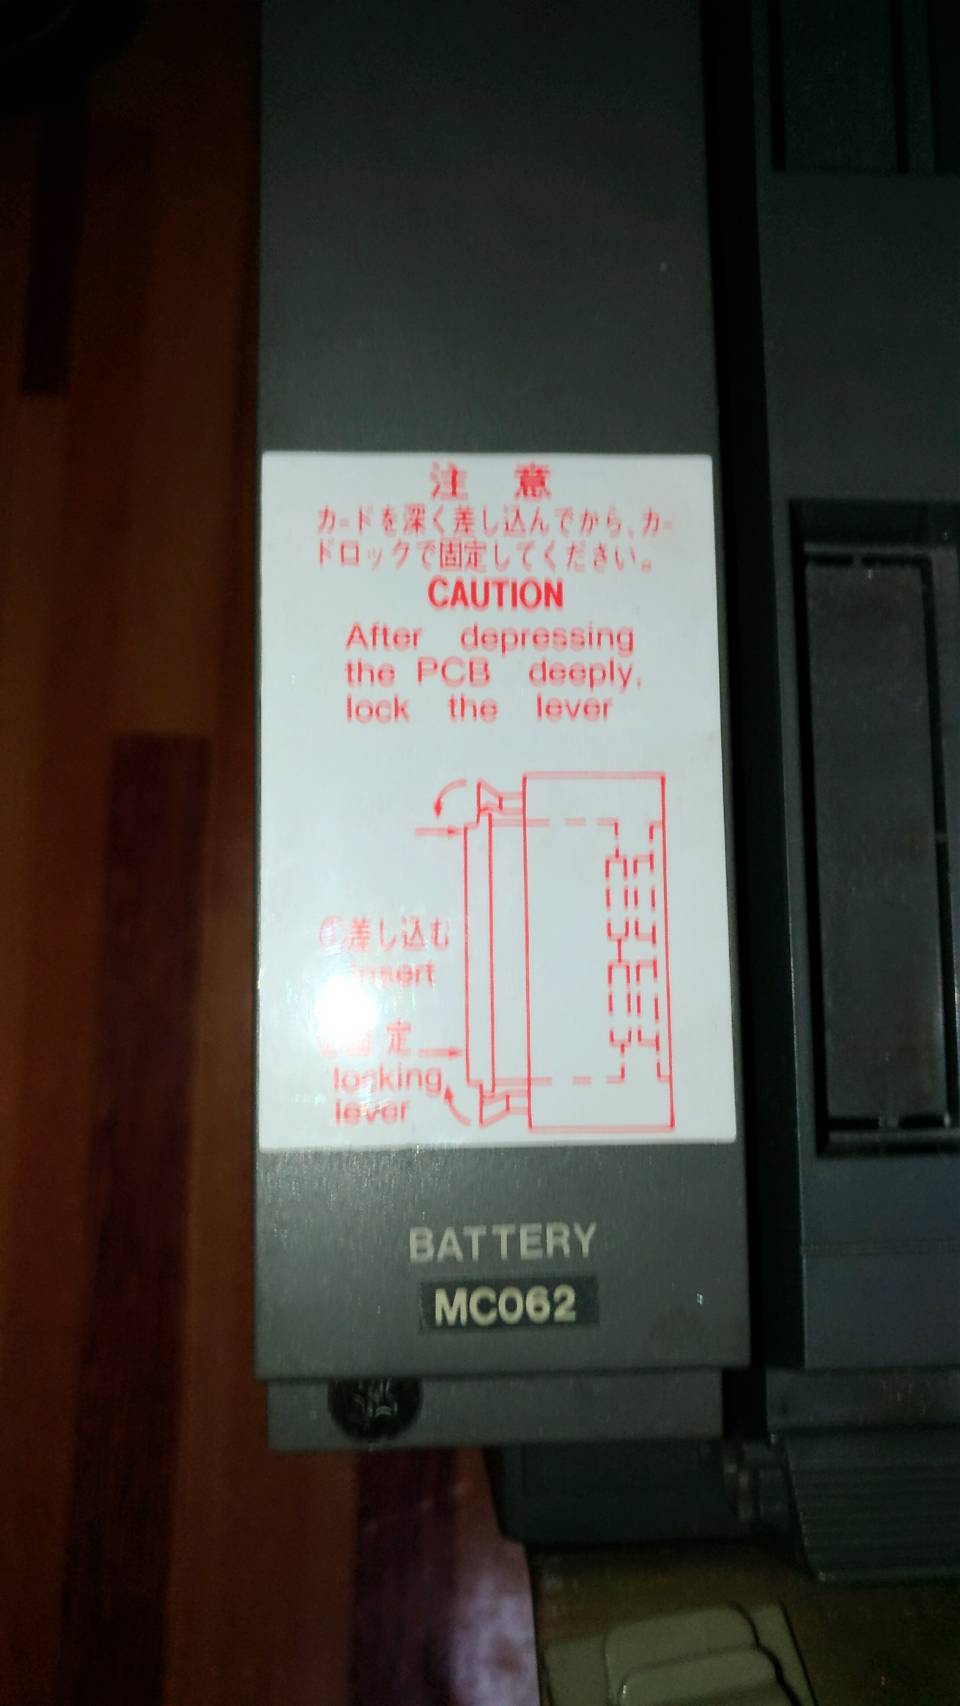 注意
カードを深く差し込んでから、カー
ドロックで固定してください。
CAUTION
After depressing
the PCB deeply,
lock the lever
①差し込む
insert
定
locking
lever
BATTERY
MC062